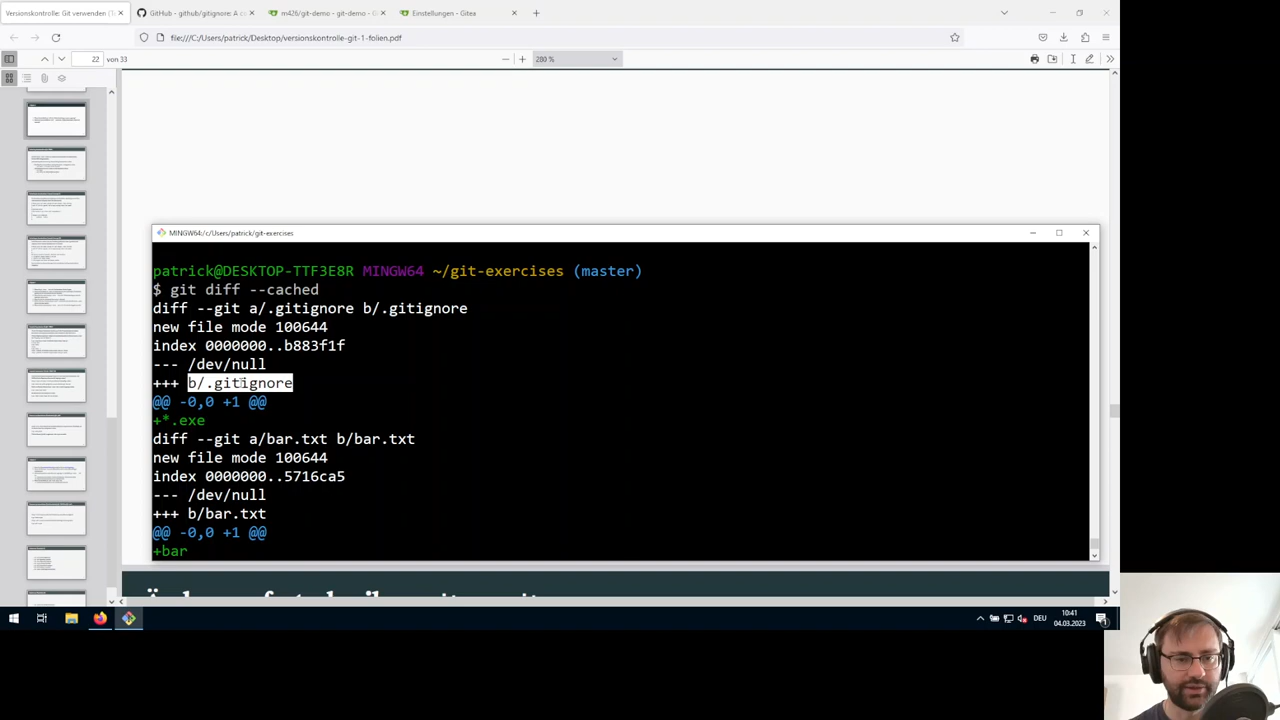 Versionskontrolle: Git verwenden (T
GitHub - github/gitignore: A c
m426/git-demo - git-demo - G
Einstellungen - Gitea
file:///C:/Users/patrick/Desktop/versionskontrolle-git-1-folien.pdf
22 von 33
280 %
MINGW64:/c/Users/patrick/git-exercises
patrick@DESKTOP-TTF3E8R MINGW64 ~/git-exercises (master)
$ git diff --cached
diff --git a/.gitignore b/.gitignore
new file mode 100644
index 0000000..b883f1f
--- /dev/null
+++ b/.gitignore
@@ -0,0 +1 @@
+*.exe
diff --git a/bar.txt b/bar.txt
new file mode 100644
index 0000000..5716ca5
--- /dev/null
+++ b/bar.txt
@@ -0,0 +1 @@
+bar
DEU
10:41
04.03.2023